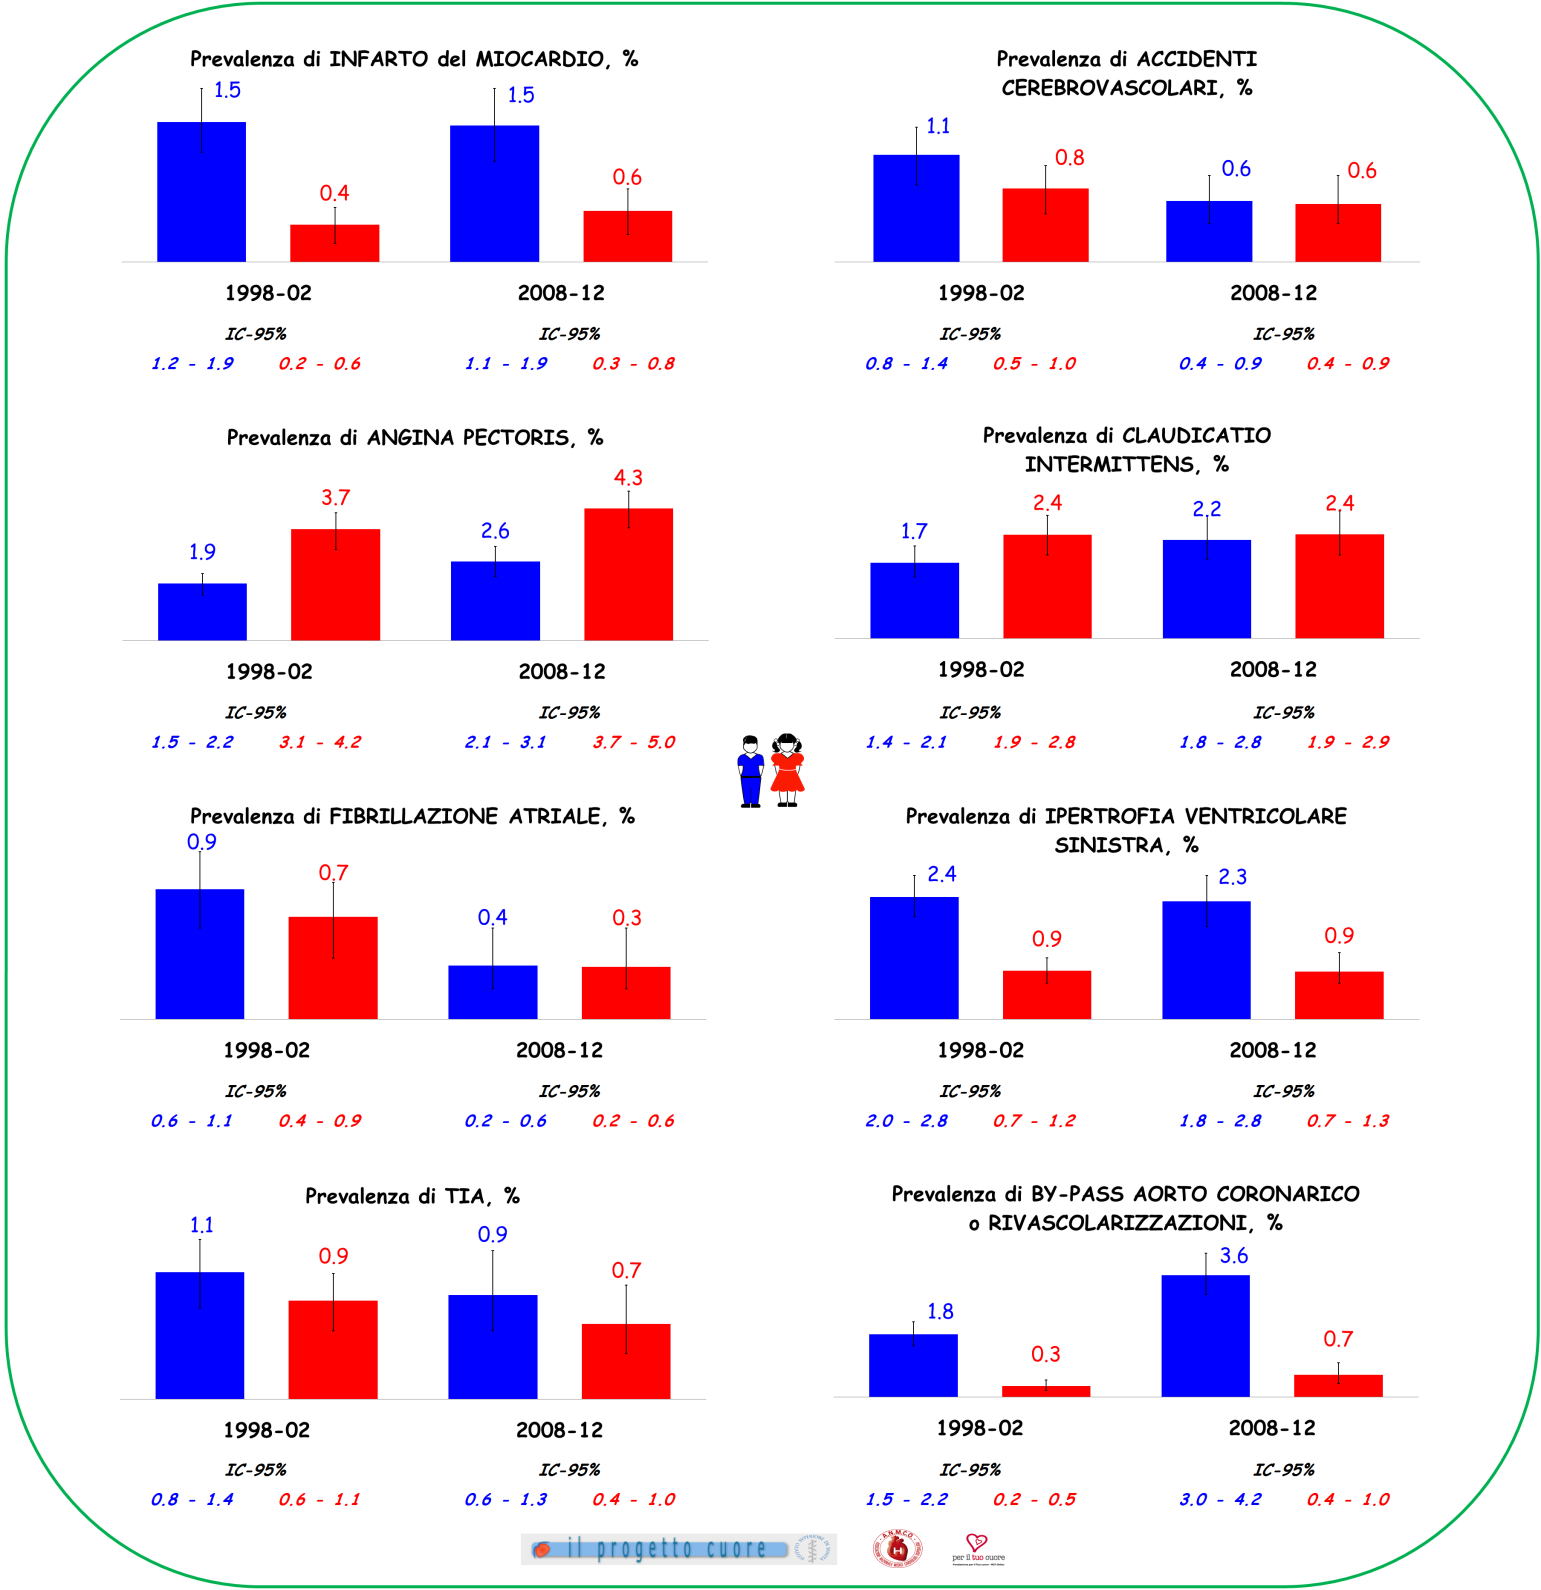 Prevalenza di INFARTO del MIOCARDIO, %
1.5
0.4
1.5
0.6
1998-02
2008-12
IC-95%
IC-95%
1.2 - 1.9
0.2 - 0.6
1.1 - 1.9
0.3 - 0.8
Prevalenza di ACCIDENTI
CEREBROVASCOLARI, %
1.1
0.8
0.6
0.6
1998-02
2008-12
IC-95%
IC-95%
0.8 - 1.4
0.5 - 1.0
0.4 - 0.9
0.4 - 0.9
Prevalenza di ANGINA PECTORIS, %
1.9
3.7
2.6
4.3
1998-02
2008-12
IC-95%
IC-95%
1.5 - 2.2
3.1 - 4.2
2.1 - 3.1
3.7 - 5.0
Prevalenza di CLAUDICATIO
INTERMITTENS, %
1.7
2.4
2.2
2.4
1998-02
2008-12
IC-95%
IC-95%
1.4 - 2.1
1.9 - 2.8
1.8 - 2.8
1.9 - 2.9
Prevalenza di FIBRILLAZIONE ATRIALE, %
0.9
0.7
0.4
0.3
1998-02
2008-12
IC-95%
IC-95%
0.6 - 1.1
0.4 - 0.9
0.2 - 0.6
0.2 - 0.6
Prevalenza di IPERTROFIA VENTRICOLARE
SINISTRA, %
2.4
0.9
2.3
0.9
1998-02
2008-12
IC-95%
IC-95%
2.0 - 2.8
0.7 - 1.2
1.8 - 2.8
0.7 - 1.3
Prevalenza di TIA, %
1.1
0.9
0.9
0.7
1998-02
2008-12
IC-95%
IC-95%
0.8 - 1.4
0.6 - 1.1
0.6 - 1.3
0.4 - 1.0
Prevalenza di BY-PASS AORTO CORONARICO
o RIVASCOLARIZZAZIONI, %
1.8
0.3
3.6
0.7
1998-02
2008-12
IC-95%
IC-95%
1.5 - 2.2
0.2 - 0.5
3.0 - 4.2
0.4 - 1.0
il progetto cuore
A.N.M.C.O.
per il tuo cuore